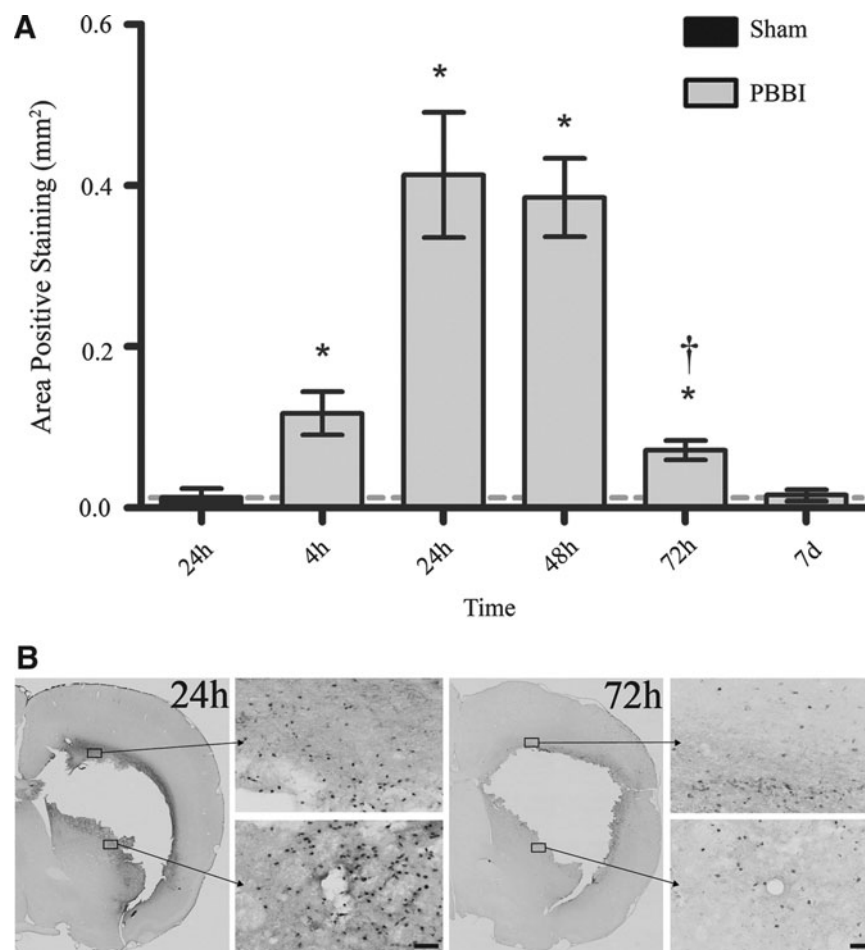 A
0.6
0.4
0.2
0.0
Area Positive Staining (mm²)
Sham
PBBI
*
*
*
†
*
24h
4h
24h
48h
72h
7d
Time
B
24h
72h